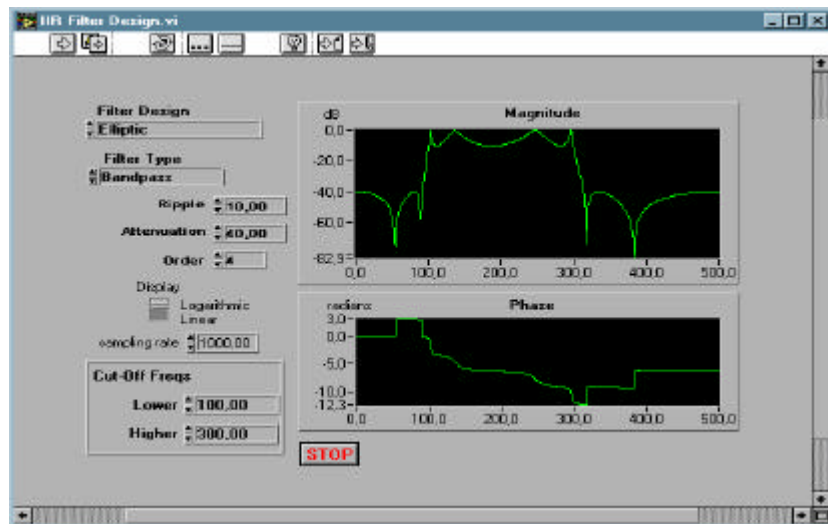 IIR Filter Design.vi
Filter Design
Elliptic
Filter Type
Bandpass
Ripple 10,00
Attenuation 40,00
Order 4
Display
Logarithmic
Linear
sampling rate 1000,00
Cut-Off Freqs
Lower 100,00
Higher 300,00
dB
Magnitude
0,0
-20,0
-40,0
-60,0
-82,9
0,0 100,0 200,0 300,0 400,0 500,0
radians
Phase
3,0
0,0
-5,0
-10,0
-12,3
0,0 100,0 200,0 300,0 400,0 500,0
STOP